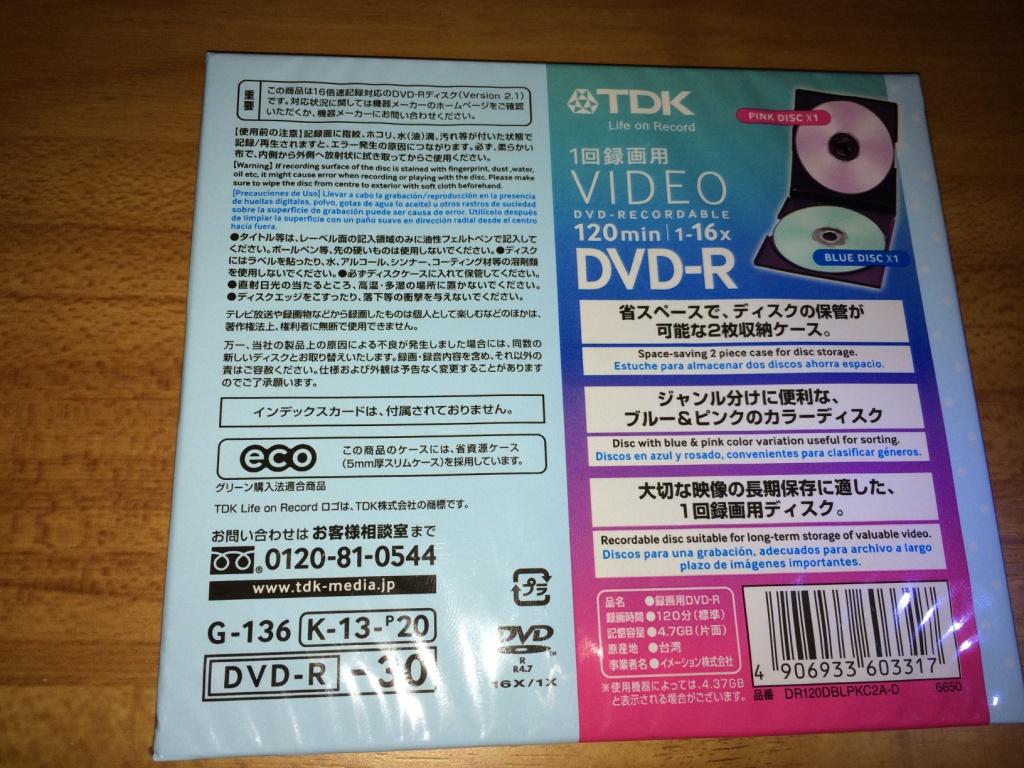 重要
この商品は16倍速記録対応のDVD-Rディスク(Version 2.1)
です。対応状況に関しては機器メーカーのホームページをご確認
いただくか、機器メーカーにお問い合わせください。
【使用前の注意】記録面に指紋、ホコリ、水(油)滴、汚れ等が付いた状態で
記録/再生されますと、エラー発生の原因につながります。必ず、柔らかい
布で、内側から外側へ放射状に拭き取ってからご使用ください。
[Warning] If recording surface of the disc is stained with fingerprint, dust ,water,
oil etc, it might cause error when recording or playing with the disc. Please make
sure to wipe the disc from centre to exterior with soft cloth beforehand.
[Precauciones de Uso] Llevar a cabo la grabación/reproducción en la presencia
de huellas digitales, polvo, gotas de agua (o aceite) u otros rastros de suciedad
sobre la superficie de grabación puede ser causa de error. Utilícelo después
de limpiar la superficie con un paño suave en dirección radial desde el centro
hacia fuera.
●タイトル等は、レーベル面の記入領域のみに油性フェルトペンで記入して
ください。ボールペン等、先の硬いものは使用しないでください。●ディスク
にはラベルを貼ったり、水、アルコール、シンナー、コーティング材等の溶剤類
を使用しないでください。●必ずディスクケースに入れて保管してください。
●直射日光の当たるところ、高温・多湿の場所に置かないでください。
●ディスクエッジをこすったり、落下等の衝撃を与えないでください。
テレビ放送や録画物などから録画したものは個人として楽しむなどのほかは、
著作権法上、権利者に無断で使用できません。
万一、当社の製品上の原因による不良が発生しました場合には、同数の
新しいディスクとお取り替えいたします。録画・録音内容を含め、それ以外の
責はご容赦ください。仕様および外観は予告なく変更することがあります
のでご了承願います。
インデックスカードは、付属されておりません。
eco
この商品のケースには、省資源ケース
(5mm厚スリムケース)を採用しています。
グリーン購入法適合商品
TDK Life on Record ロゴは、TDK株式会社の商標です。
お問い合わせは お客様相談室 まで
0120-81-0544
www.tdk-media.jp
G-136 K-13-P20
DVD-R -30
プラ
DVD
R
R4.7
16X/1X
TDK
Life on Record
PINK DISC X1
BLUE DISC X1
1回録画用
VIDEO
DVD-RECORDABLE
120min 1-16x
DVD-R
省スペースで、ディスクの保管が
可能な2枚収納ケース。
Space-saving 2 piece case for disc storage.
Estuche para almacenar dos discos ahorra espacio.
ジャンル分けに便利な、
ブルー&ピンクのカラーディスク
Disc with blue & pink color variation useful for sorting.
Discos en azul y rosado, convenientes para clasificar géneros.
大切な映像の長期保存に適した、
1回録画用ディスク。
Recordable disc suitable for long-term storage of valuable video.
Discos para una grabación, adecuados para archivo a largo
plazo de imágenes importantes.
品名 ●録画用DVD-R
録画時間●120分(標準)
記憶容量●4.7GB(片面)
原産地 ●台湾
事業者名●イメーション株式会社
※使用機器によっては、4.37GB
と表示される場合がございます。
4 906933 603317
品番 DR120DBLPKC2A-D 6650